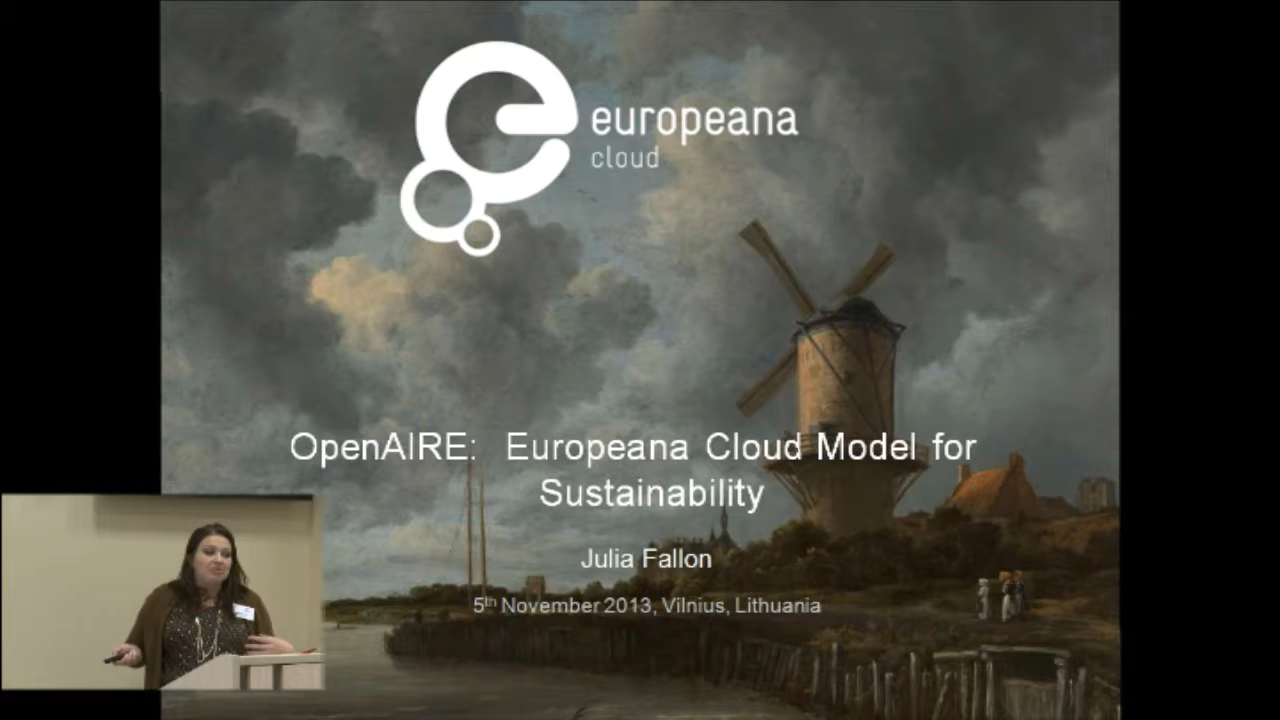 europeana
cloud
OpenAIRE: Europeana Cloud Model for
Sustainability
Julia Fallon
5th November 2013, Vilnius, Lithuania